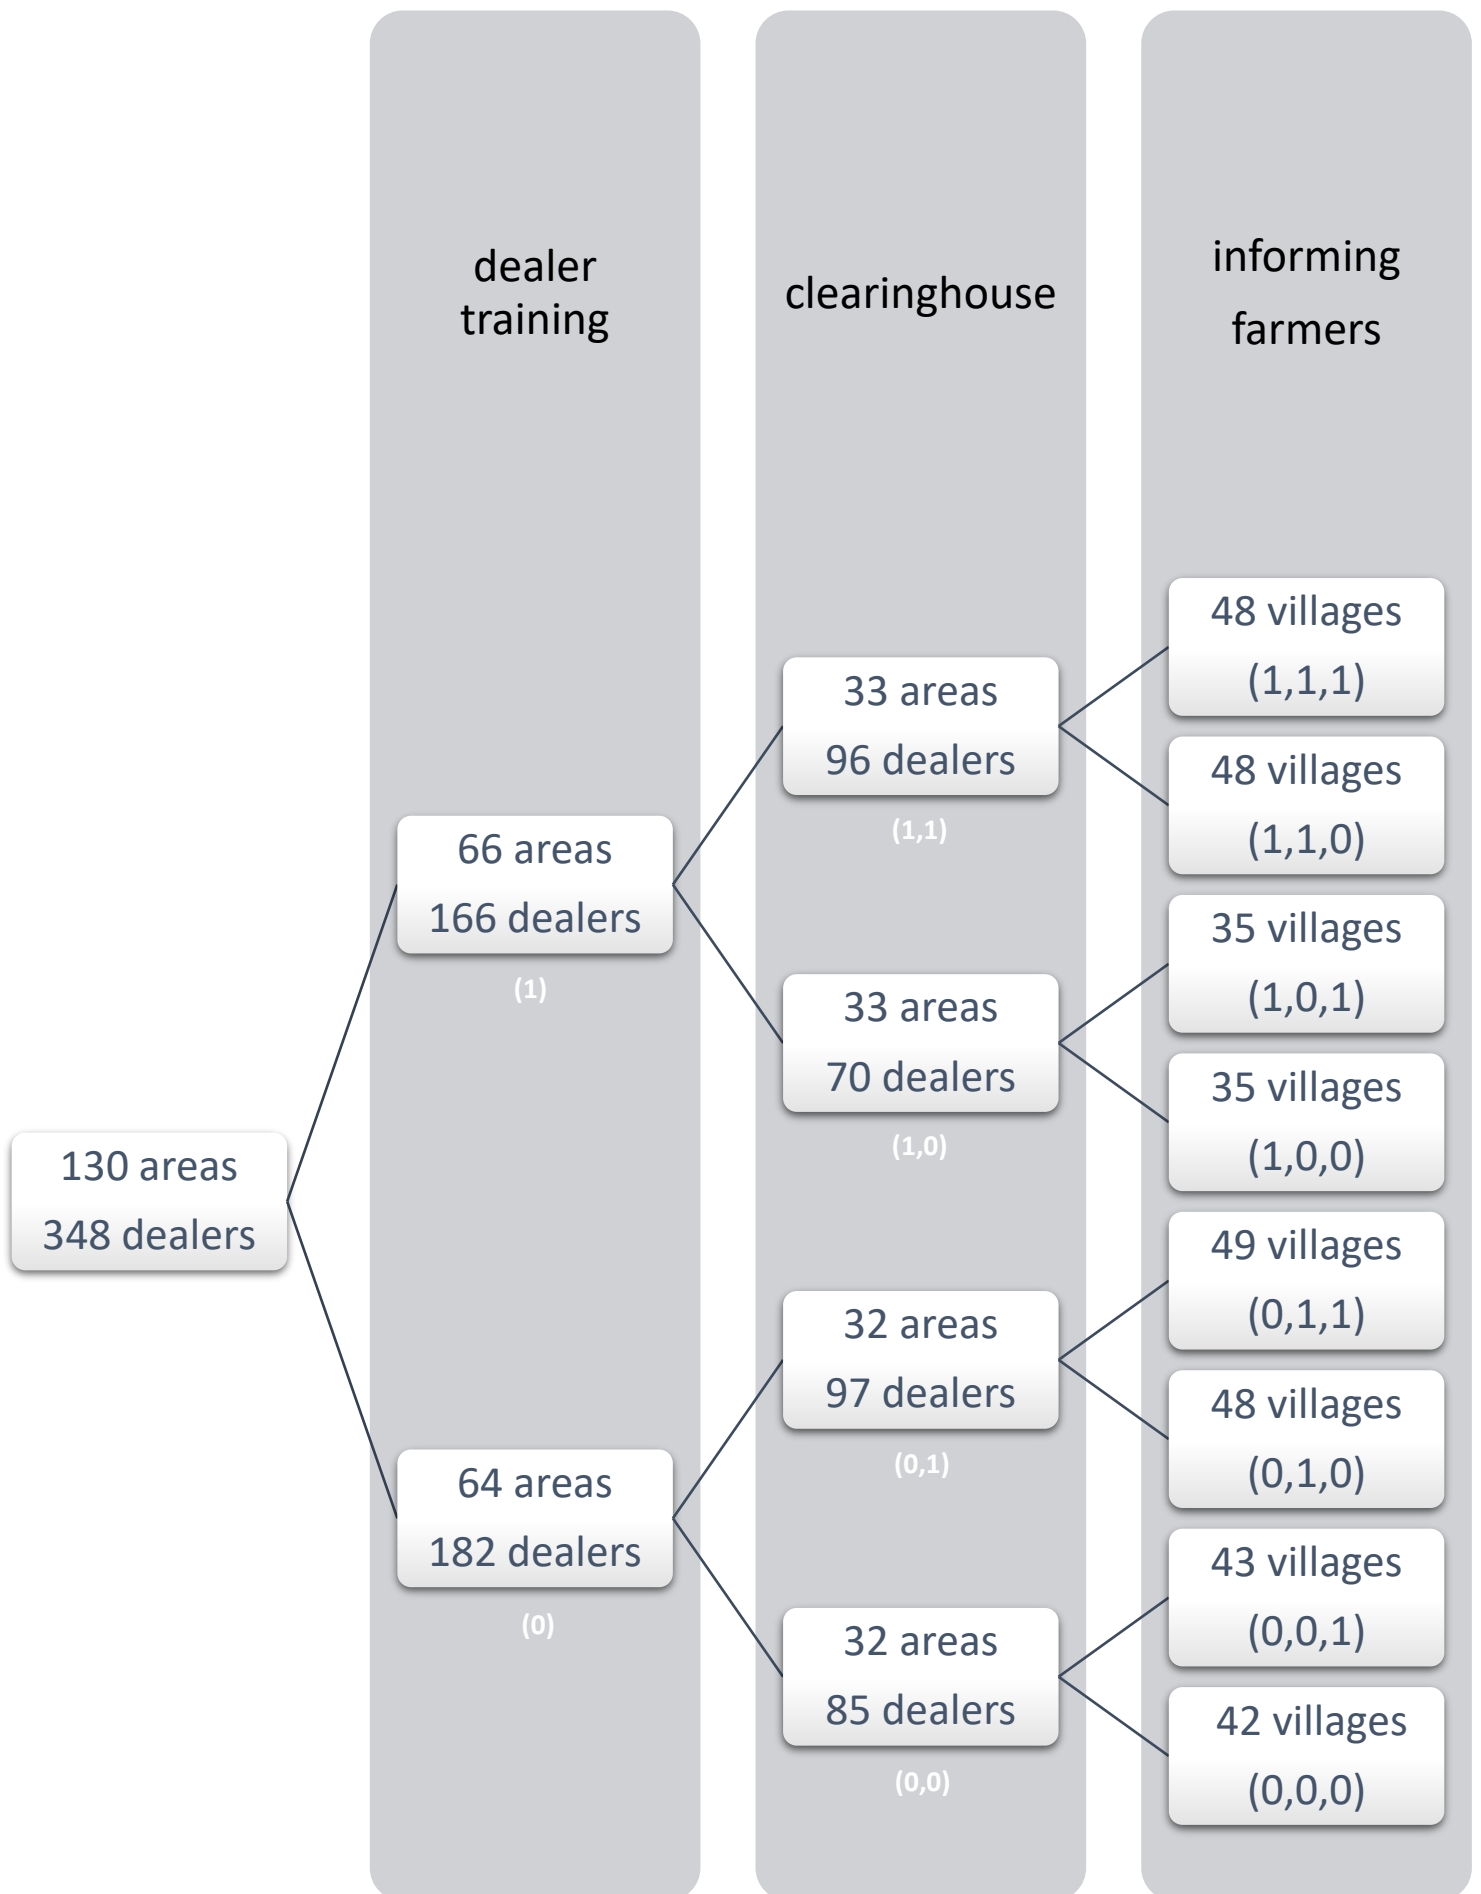 dealer
training
clearinghouse
informing
farmers
130 areas
348 dealers
66 areas
166 dealers
(1)
64 areas
182 dealers
(0)
33 areas
96 dealers
(1,1)
33 areas
70 dealers
(1,0)
32 areas
97 dealers
(0,1)
32 areas
85 dealers
(0,0)
48 villages
(1,1,1)
48 villages
(1,1,0)
35 villages
(1,0,1)
35 villages
(1,0,0)
49 villages
(0,1,1)
48 villages
(0,1,0)
43 villages
(0,0,1)
42 villages
(0,0,0)